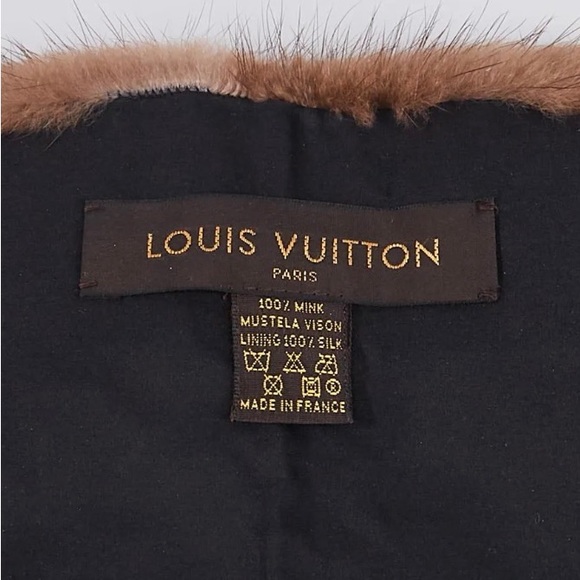 LOUIS VUITTON
PARIS
100% MINK
MUSTELA VISON
LINING 100% SILK
®
MADE IN FRANCE